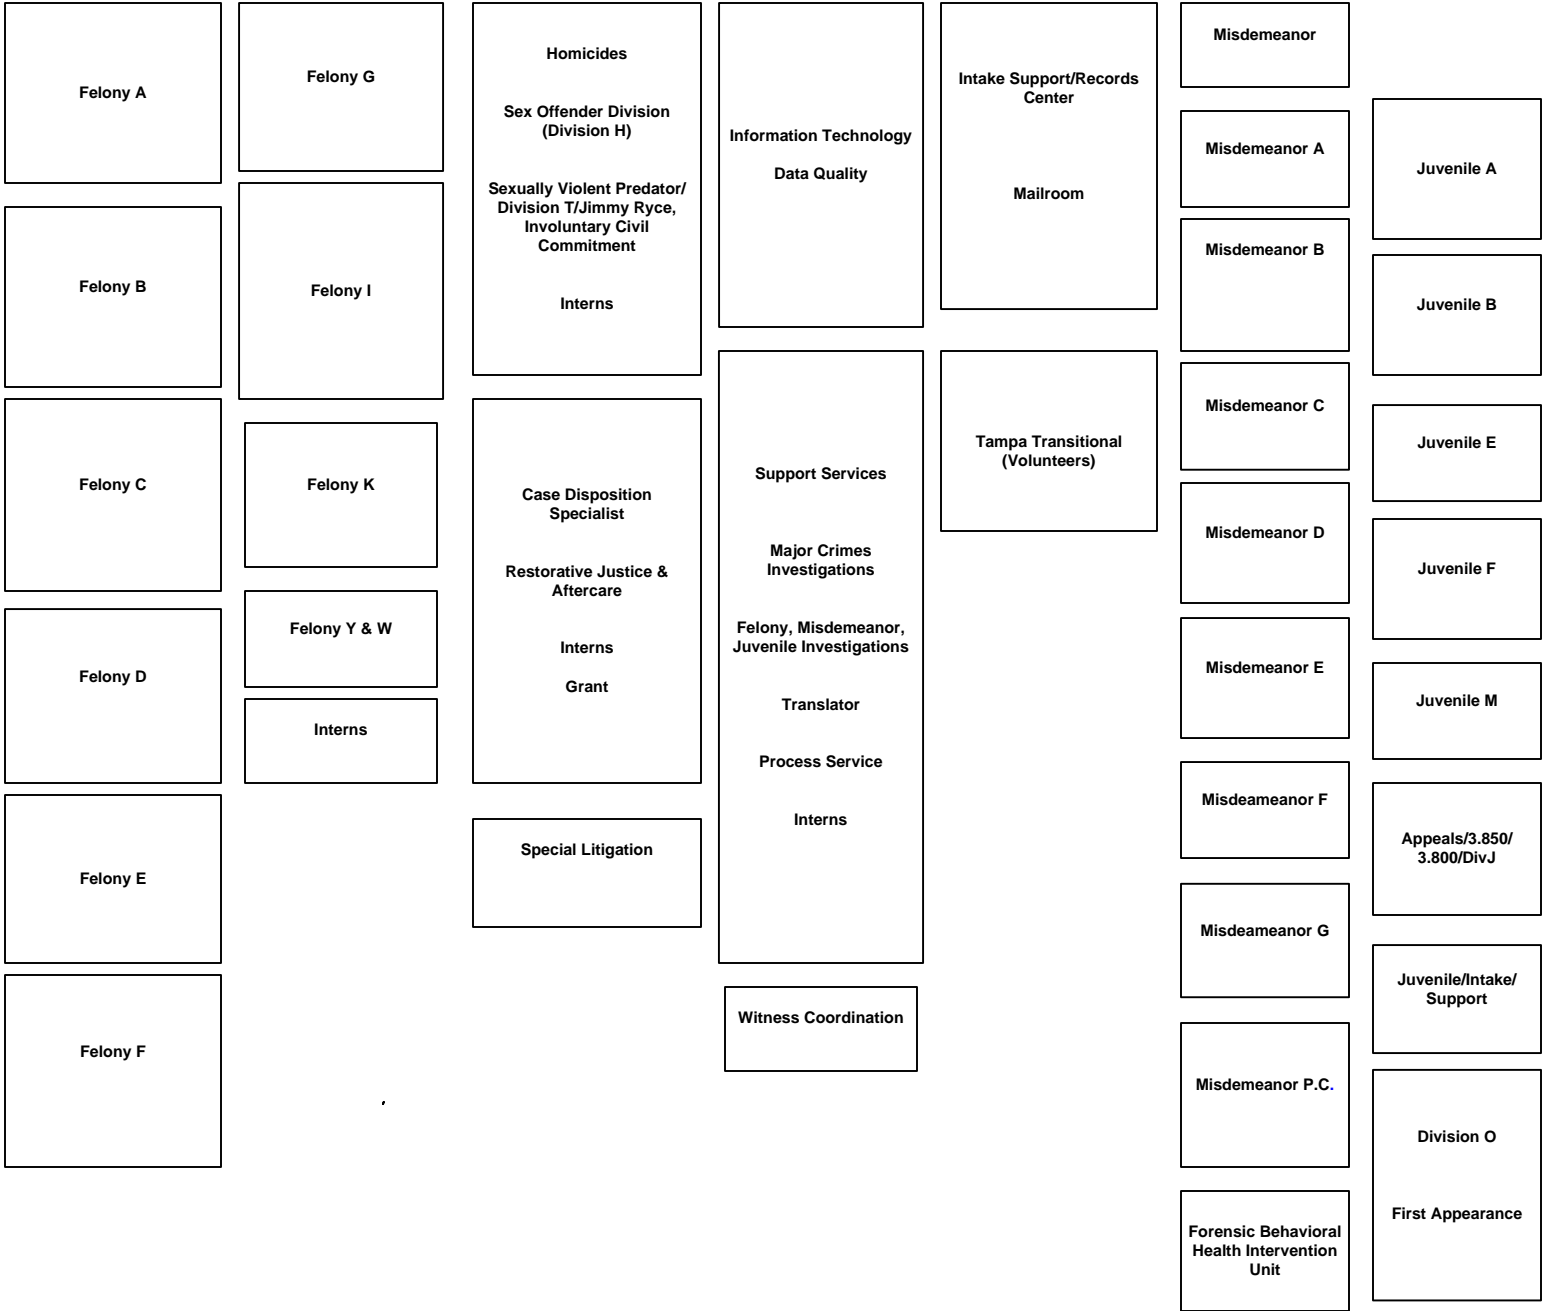 Felony A
Felony B
Felony C
Felony D
Felony E
Felony F
Felony G
Felony I
Felony K
Felony Y & W
Interns
Homicides
Sex Offender Division
(Division H)
Sexually Violent Predator/
Division T/Jimmy Ryce,
Involuntary Civil
Commitment
Interns
Case Disposition
Specialist
Restorative Justice &
Aftercare
Interns
Grant
Special Litigation
Information Technology
Data Quality
Support Services
Major Crimes
Investigations
Felony, Misdemeanor,
Juvenile Investigations
Translator
Process Service
Interns
Witness Coordination
Intake Support/Records
Center
Mailroom
Tampa Transitional
(Volunteers)
Misdemeanor
Misdemeanor A
Misdemeanor B
Misdemeanor C
Misdemeanor D
Misdemeanor E
Misdeameanor F
Misdeameanor G
Misdemeanor P.C.
Forensic Behavioral
Health Intervention
Unit
Juvenile A
Juvenile B
Juvenile E
Juvenile F
Juvenile M
Appeals/3.850/
3.800/DivJ
Juvenile/Intake/
Support
Division O
First Appearance